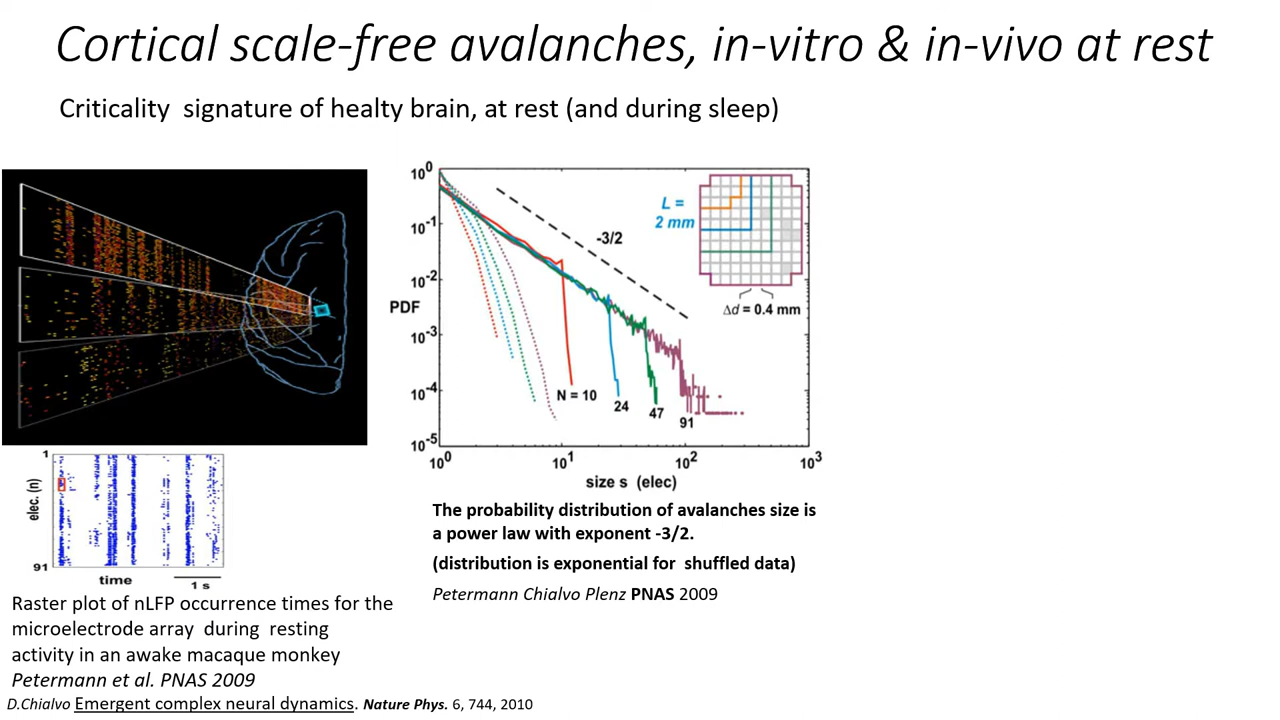 Cortical scale-free avalanches, in-vitro & in-vivo at rest
Criticality signature of healty brain, at rest (and during sleep)
10^0
10^-1
10^-2
PDF
10^-3
10^-4
10^-5
10^0
10^1
10^2
10^3
size s (elec)
-3/2
L =
2 mm
Δd = 0.4 mm
N = 10
24
47
91
1
elec. (n)
91
time
1 s
The probability distribution of avalanches size is
a power law with exponent -3/2.
(distribution is exponential for shuffled data)
Petermann Chialvo Plenz PNAS 2009
Raster plot of nLFP occurrence times for the
microelectrode array during resting
activity in an awake macaque monkey
Petermann et al. PNAS 2009
D.Chialvo Emergent complex neural dynamics. Nature Phys. 6, 744, 2010